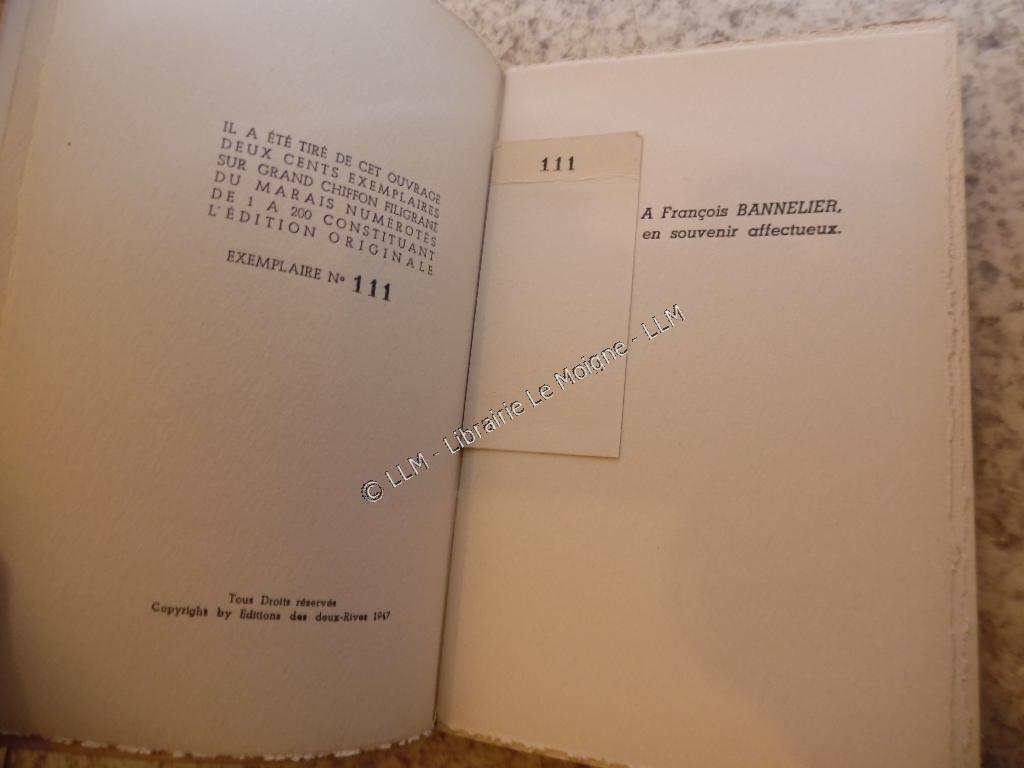 IL A ÉTÉ TIRÉ DE CET OUVRAGE
DEUX CENTS EXEMPLAIRES
SUR GRAND CHIFFON FILIGRANÉ
DU MARAIS NUMÉROTÉS
DE 1 A 200 CONSTITUANT
L'ÉDITION ORIGINALE
EXEMPLAIRE No 111
Tous Droits réservés
Copyright by Editions des deux-Rives 1947
111
A François BANNELIER,
en souvenir affectueux.
© LLM - Librairie Le Moigne - LLM